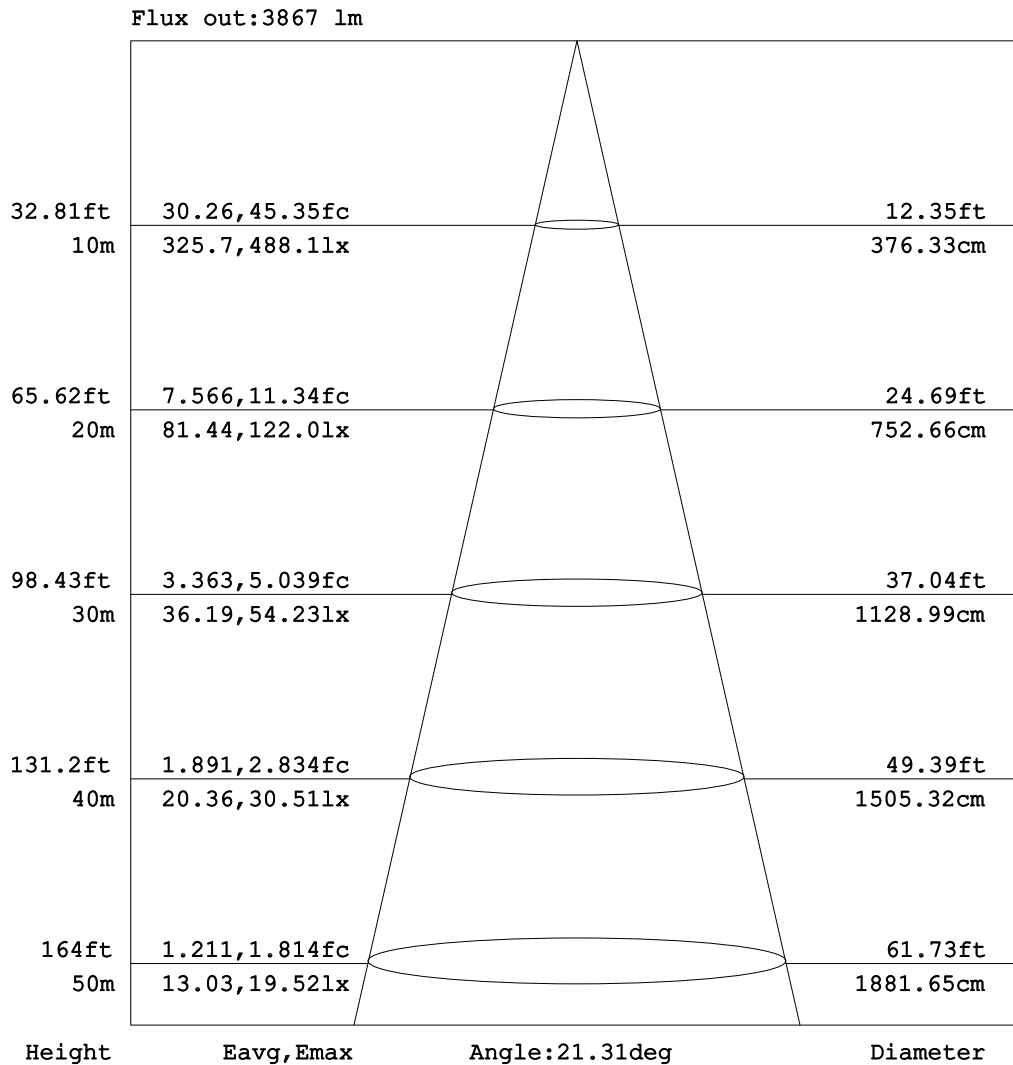 Flux out:3867 lm
32.81ft 30.26,45.35fc 12.35ft
10m 325.7,488.1lx 376.33cm
65.62ft 7.566,11.34fc 24.69ft
20m 81.44,122.0lx 752.66cm
98.43ft 3.363,5.039fc 37.04ft
30m 36.19,54.23lx 1128.99cm
131.2ft 1.891,2.834fc 49.39ft
40m 20.36,30.51lx 1505.32cm
164ft 1.211,1.814fc 61.73ft
50m 13.03,19.52lx 1881.65cm
Height Eavg,Emax Angle:21.31deg Diameter